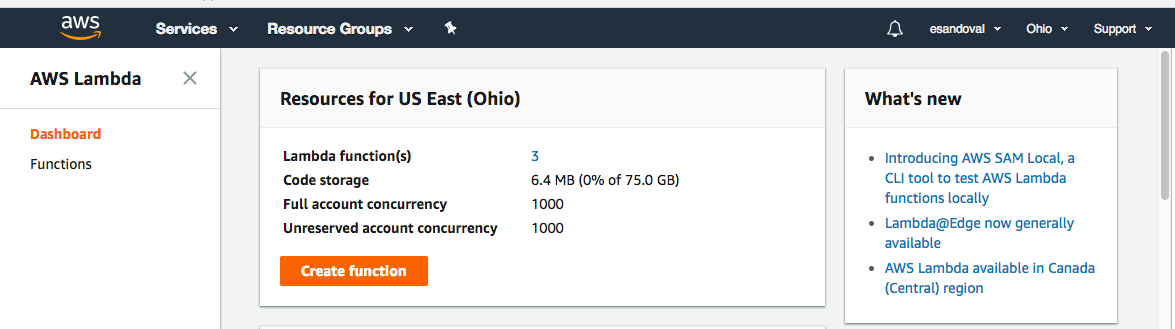 aws
Services
Resource Groups
esandoval
Ohio
Support
AWS Lambda
Dashboard
Functions
Resources for US East (Ohio)
Lambda function(s) 3
Code storage 6.4 MB (0% of 75.0 GB)
Full account concurrency 1000
Unreserved account concurrency 1000
Create function
What's new
Introducing AWS SAM Local, a
CLI tool to test AWS Lambda
functions locally
Lambda@Edge now generally
available
AWS Lambda available in Canada
(Central) region